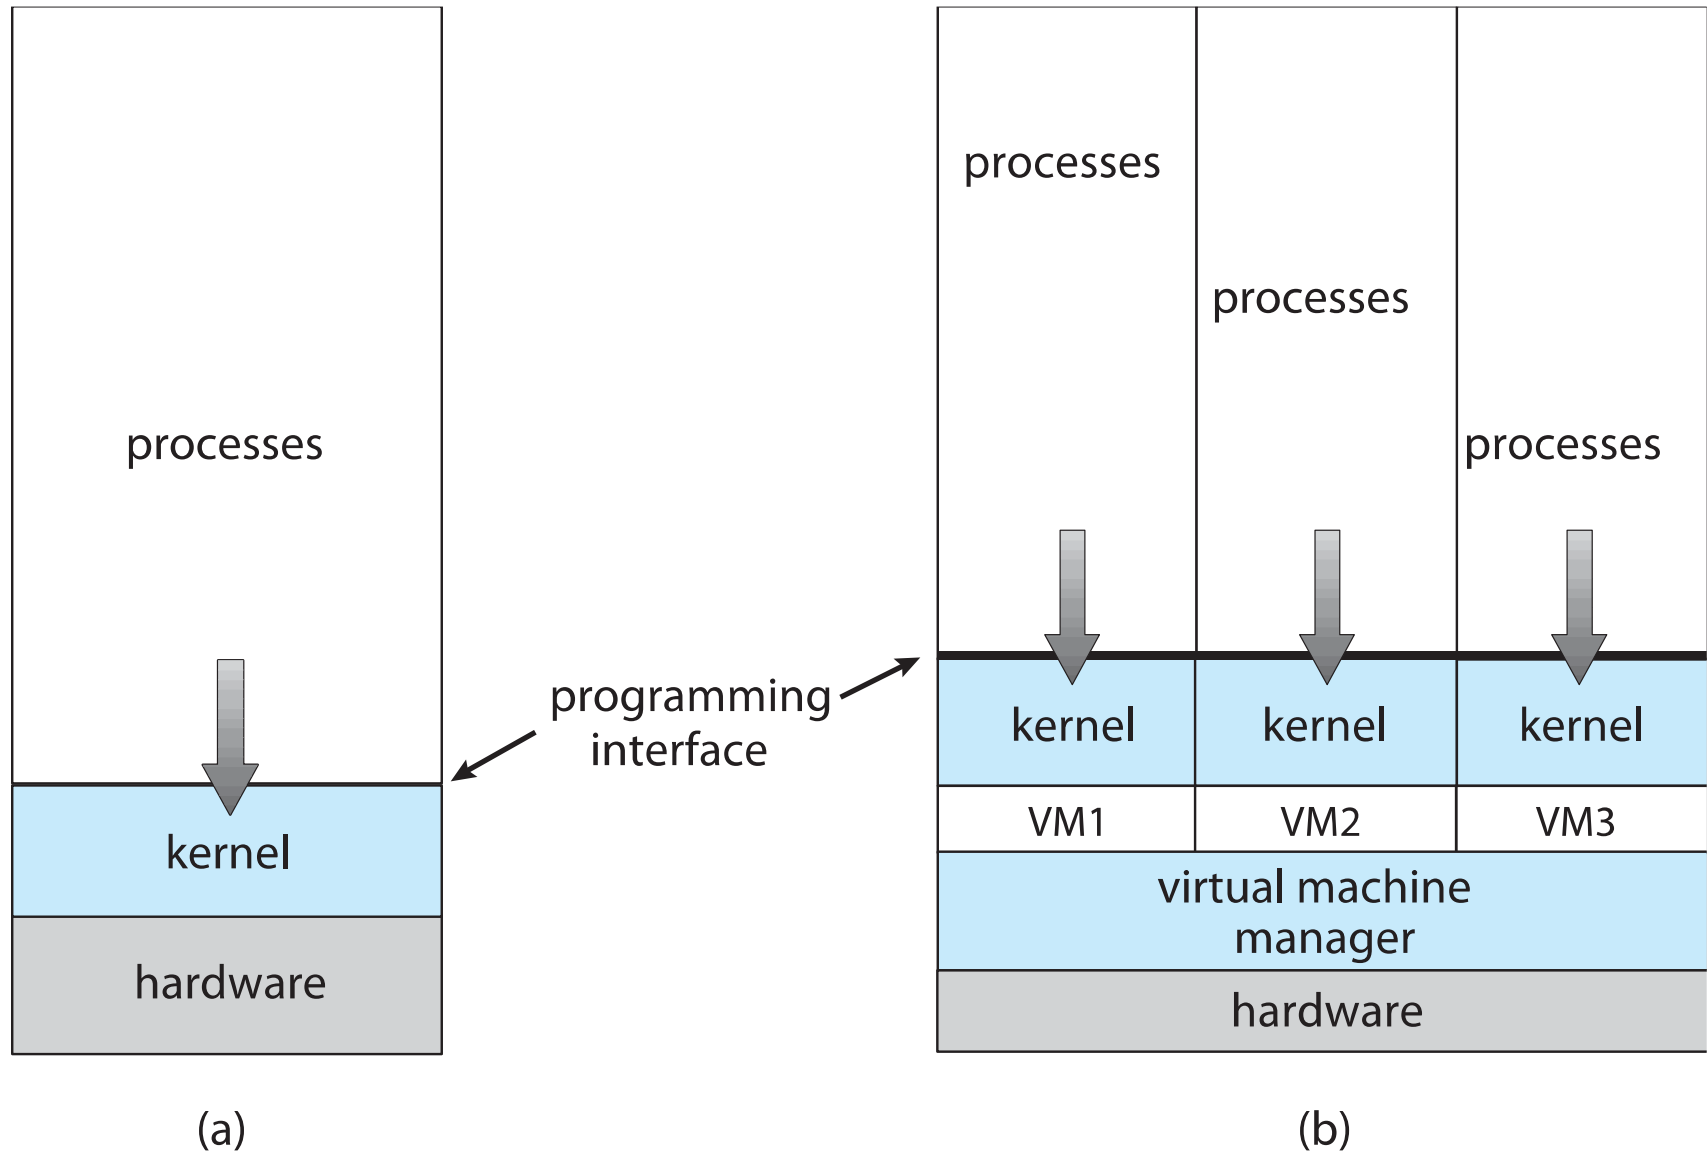 processes
kernel
hardware
(a)
programming
interface
processes
processes
processes
kernel
kernel
kernel
VM1
VM2
VM3
virtual machine
manager
hardware
(b)